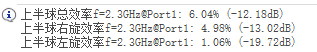 上半球总效率f=2.3GHz@Port1: 6.04% (-12.18dB)
上半球右旋效率f=2.3GHz@Port1: 4.98% (-13.02dB)
上半球左旋效率f=2.3GHz@Port1: 1.06% (-19.72dB)